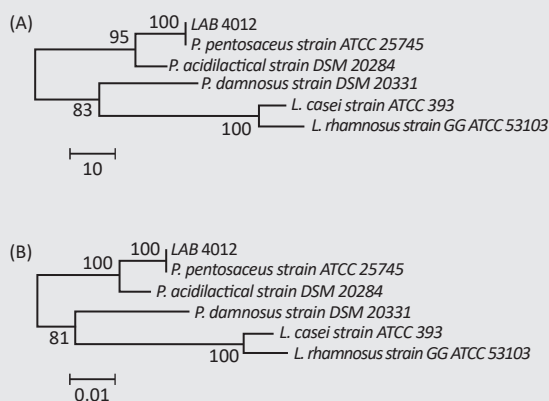 (A)
100
LAB 4012
95
P. pentosaceus strain ATCC 25745
P. acidilactical strain DSM 20284
P. damnosus strain DSM 20331
83
L. casei strain ATCC 393
100
L. rhamnosus strain GG ATCC 53103
10
(B)
100
LAB 4012
100
P. pentosaceus strain ATCC 25745
P. acidilactical strain DSM 20284
P. damnosus strain DSM 20331
81
L. casei strain ATCC 393
100
L. rhamnosus strain GG ATCC 53103
0.01